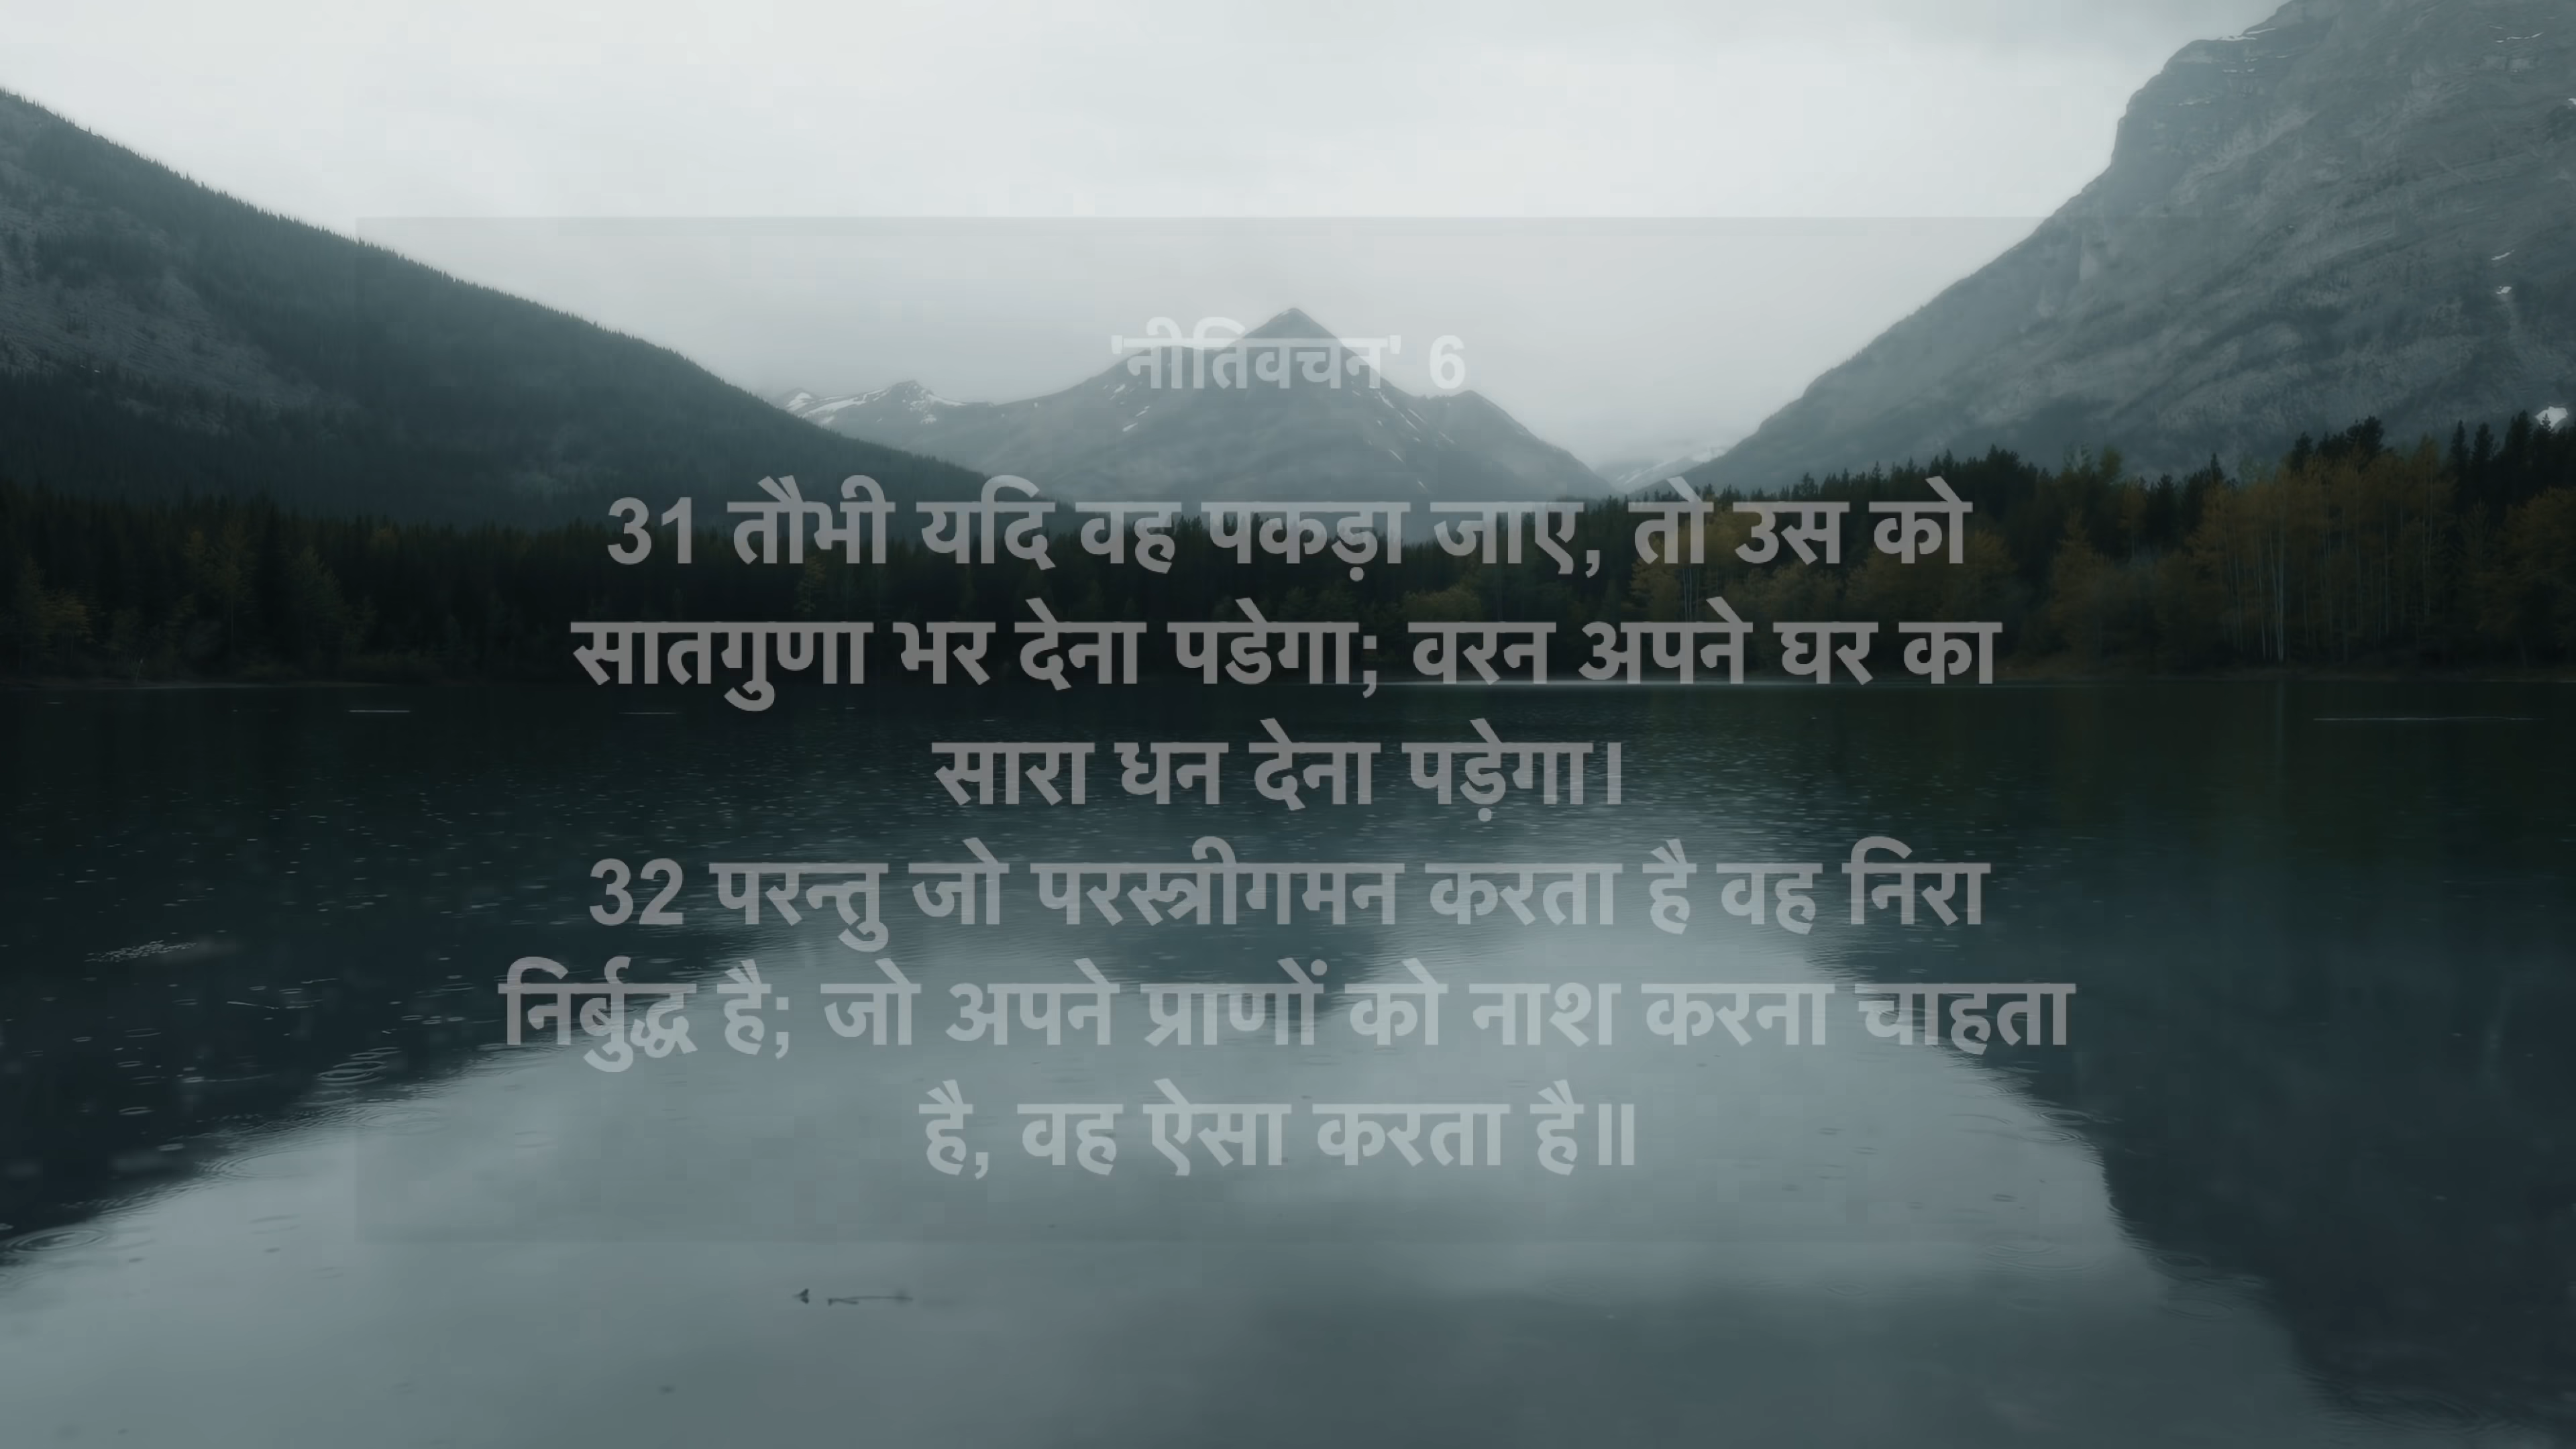 'नीतिवचन' 6
31 तौभी यदि वह पकड़ा जाए, तो उस को
सातगुणा भर देना पडेगा; वरन अपने घर का
सारा धन देना पड़ेगा।
32 परन्तु जो परस्त्रीगमन करता है वह निरा
निर्बुद्ध है; जो अपने प्राणों को नाश करना चाहता
है, वह ऐसा करता है॥